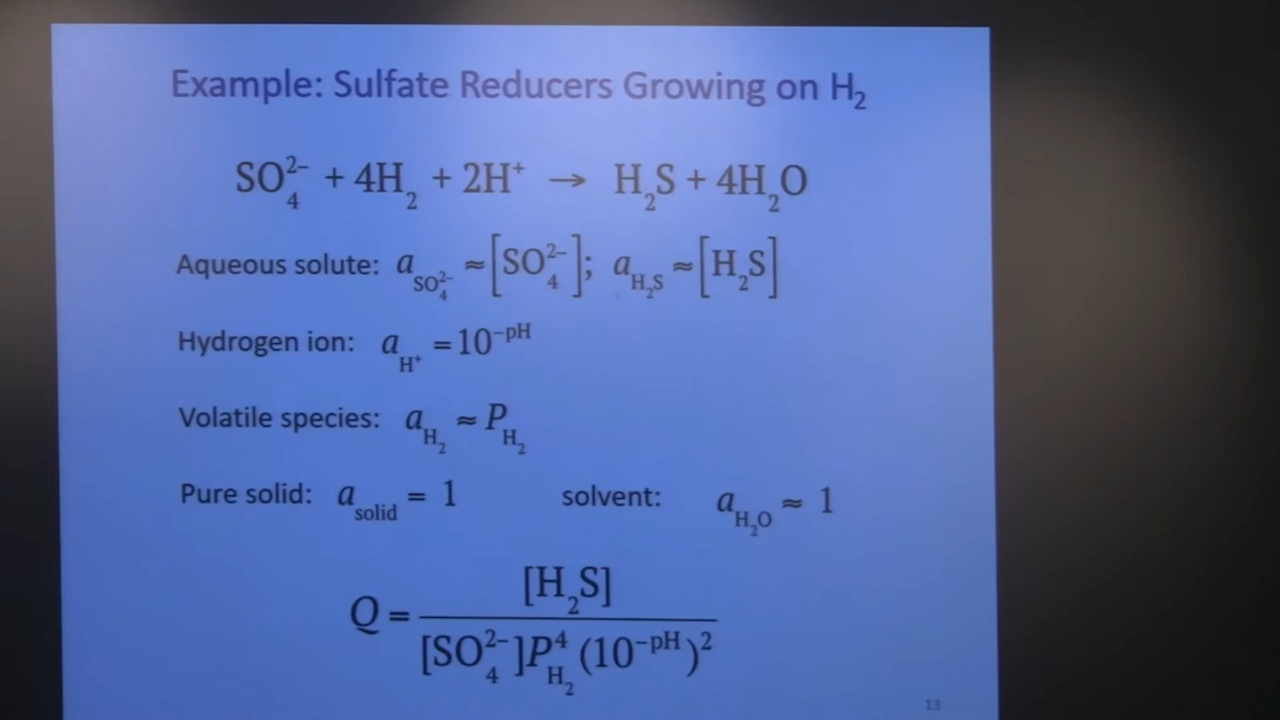 Example: Sulfate Reducers Growing on H₂
SO₄²⁻ + 4H₂ + 2H⁺ → H₂S + 4H₂O
Aqueous solute: a_SO₄²⁻ ≈ [SO₄²⁻]; a_H₂S ≈ [H₂S]
Hydrogen ion: a_H⁺ = 10^−pH
Volatile species: a_H₂ ≈ P_H₂
Pure solid: a_solid = 1 solvent: a_H₂O ≈ 1
Q = [H₂S] / [SO₄²⁻]P⁴_H₂ (10^−pH)²
13